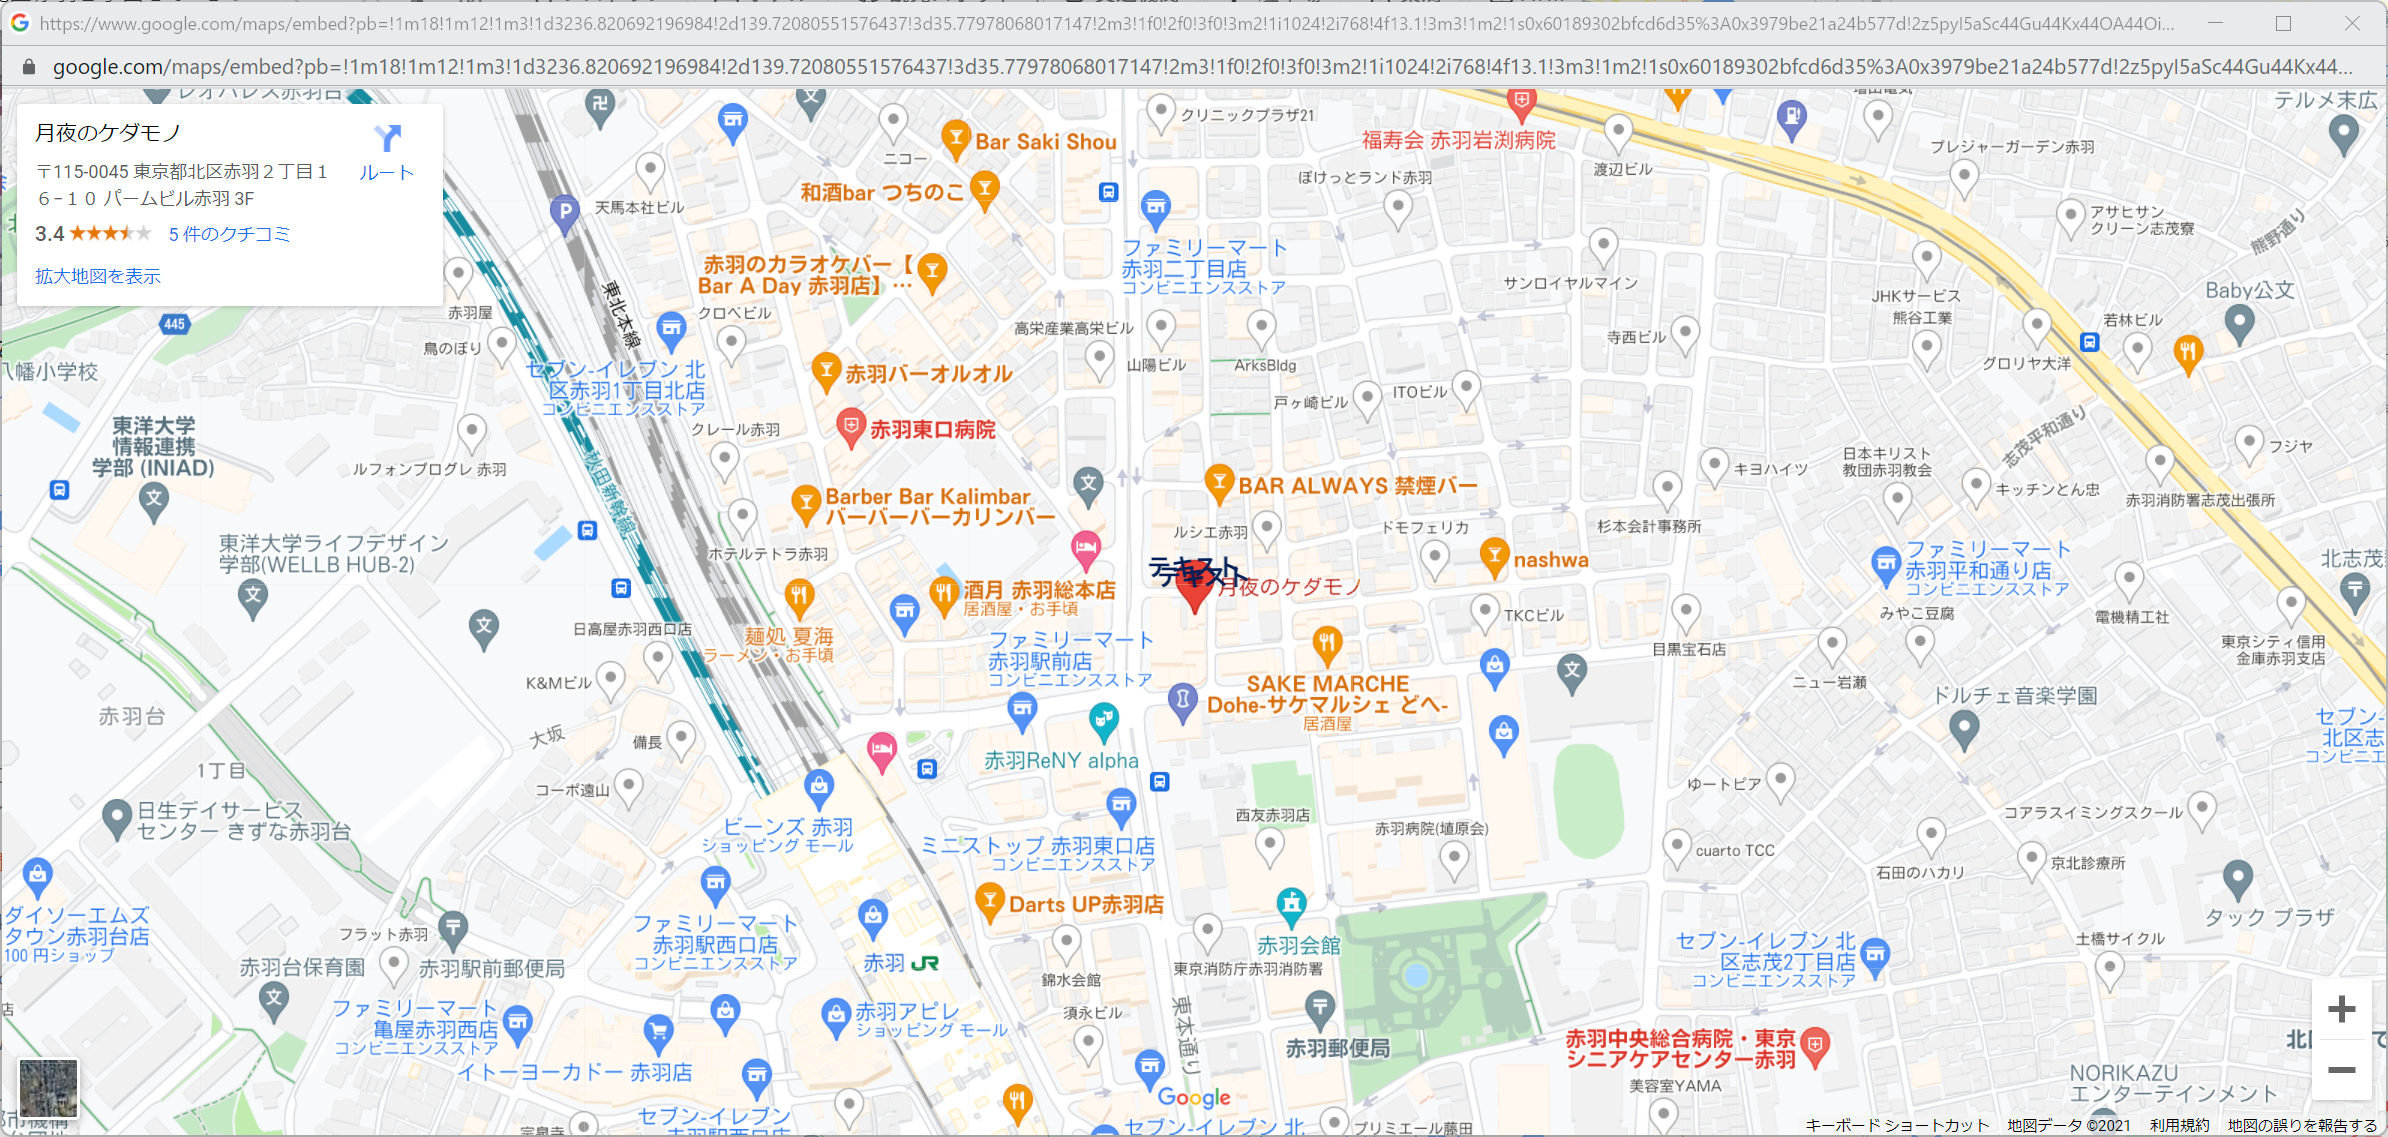 https://www.google.com/maps/embed?pb=!1m18!1m12!1m3!1d3236.820692196984!2d139.72080551576437!3d35.77978068017147!2m3!1f0!2f0!3f0!3m2!1i1024!2i768!4f13.1!3m3!1m2!1s0x60189302bfcd6d35%3A0x3979be21a24b577d!2z5pyI5aSc44Gu44Kx44OA44Oi...
google.com/maps/embed?pb=!1m18!1m12!1m3!1d3236.820692196984!2d139.72080551576437!3d35.77978068017147!2m3!1f0!2f0!3f0!3m2!1i1024!2i768!4f13.1!3m3!1m2!1s0x60189302bfcd6d35%3A0x3979be21a24b577d!2z5pyI5aSc44Gu44Kx44...
月夜のケダモノ
〒115-0045 東京都北区赤羽２丁目１
６−１０ パームビル赤羽 3F
ルート
3.4
5 件のクチコミ
拡大地図を表示
テルメ末広
クリニックプラザ21
Bar Saki Shou
福寿会 赤羽岩渕病院
ニコー
プレジャーガーデン赤羽
渡辺ビル
ぽけっとランド赤羽
和酒bar つちのこ
天馬本社ビル
アサヒサン
クリーン志茂寮
熊野通り
ファミリーマート
赤羽二丁目店
コンビニエンスストア
赤羽のカラオケバー【
Bar A Day 赤羽店】…
サンロイヤルマイン
JHKサービス
熊谷工業
Baby公文
赤羽屋
クロベビル
東北本線
445
高栄産業高栄ビル
若林ビル
寺西ビル
鳥のぼり
山陽ビル
ArksBldg
グロリヤ大洋
八幡小学校
セブン-イレブン 北
区赤羽1丁目北店
コンビニエンスストア
赤羽バーオルオル
戸ヶ崎ビル
ITOビル
東洋大学
情報連携
学部 (INIAD)
クレール赤羽
赤羽東口病院
志茂平和通り
フジヤ
ルフォンプログレ 赤羽
キヨハイツ
日本キリスト
教団赤羽教会
秋田新幹線
BAR ALWAYS 禁煙バー
キッチンとん忠
赤羽消防署志茂出張所
Barber Bar Kalimbar
バーバーバーカリンバー
ルシエ赤羽
ドモフェリカ
杉本会計事務所
東洋大学ライフデザイン
学部(WELLB HUB-2)
ホテルテトラ赤羽
テキスト
テキスト
月夜のケダモノ
nashwa
ファミリーマート
赤羽平和通り店
コンビニエンスストア
北志茂
酒月 赤羽総本店
居酒屋・お手頃
TKCビル
みやこ豆腐
電機精工社
日高屋赤羽西口店
麺処 夏海
ラーメン・お手頃
ファミリーマート
赤羽駅前店
コンビニエンスストア
目黒宝石店
東京シティ信用
金庫赤羽支店
K&Mビル
SAKE MARCHE
Dohe-サケマルシェ どへ-
居酒屋
ニュー岩瀬
ドルチェ音楽学園
赤羽台
大坂
備長
赤羽ReNY alpha
セブン-
北区志
コンビニエ
1丁目
コーポ遠山
ゆートピア
日生デイサービス
センター きずな赤羽台
ビーンズ 赤羽
ショッピング モール
西友赤羽店
赤羽病院(埴原会)
コアラスイミングスクール
ミニストップ 赤羽東口店
コンビニエンスストア
cuarto TCC
京北診療所
石田のハカリ
ダイソーエムズ
タウン赤羽台店
100 円ショップ
フラット赤羽
ファミリーマート
赤羽駅西口店
コンビニエンスストア
Darts UP赤羽店
タック プラザ
赤羽会館
セブン-イレブン 北
区志茂2丁目店
コンビニエンスストア
土橋サイクル
赤羽台保育園
赤羽駅前郵便局
赤羽 JR
錦水会館
東京消防庁赤羽消防署
ファミリーマート
亀屋赤羽西店
コンビニエンスストア
赤羽アピレ
ショッピング モール
須永ビル
東本通り
赤羽郵便局
赤羽中央総合病院・東京
シニアケアセンター赤羽
イトーヨーカドー 赤羽店
美容室YAMA
NORIKAZU
エンターテインメント
Google
セブン-イレブン
赤羽駅西口店
宗泉寺
セブン-イレブン 北
プリミエール藤田
キーボード ショートカット 地図データ ©2021 利用規約 地図の誤りを報告する